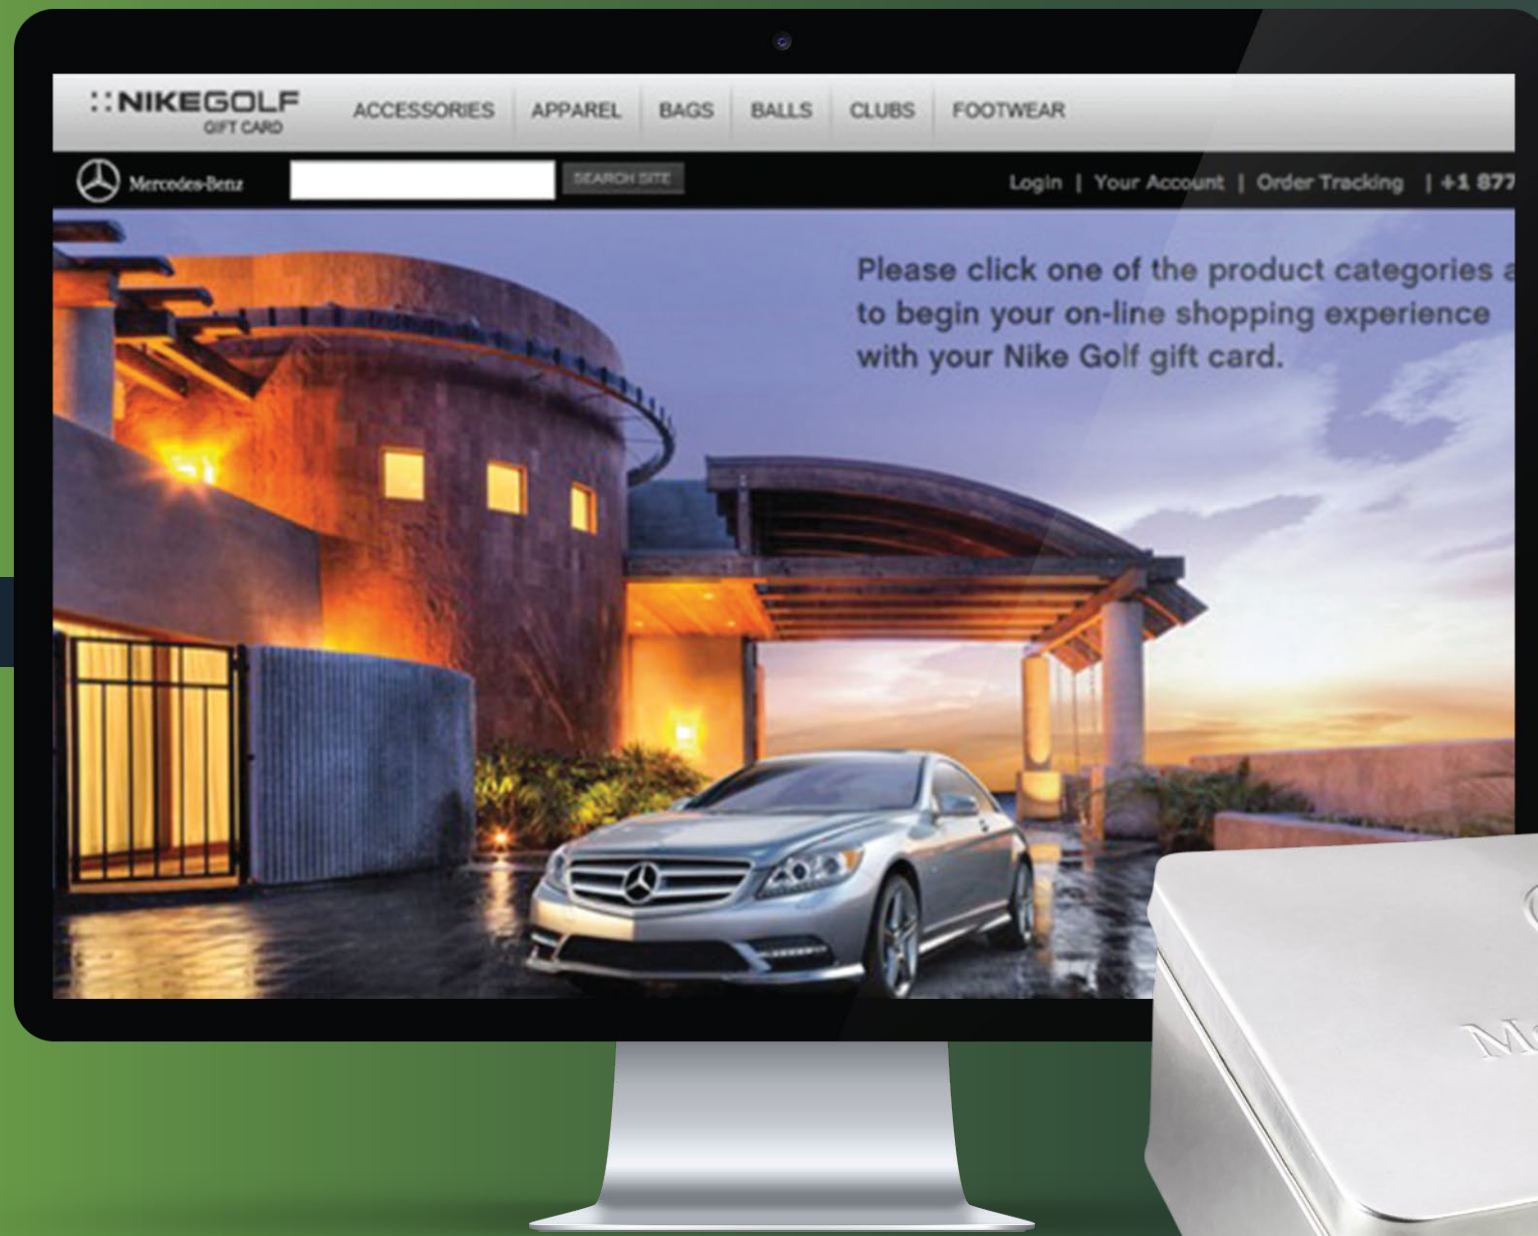 ::NIKEGOLF
GIFT CARD
ACCESSORIES
APPAREL
BAGS
BALLS
CLUBS
FOOTWEAR
Mercedes-Benz
SEARCH SITE
Login | Your Account | Order Tracking | +1 877
Please click one of the product categories
to begin your on-line shopping experience
with your Nike Golf gift card.